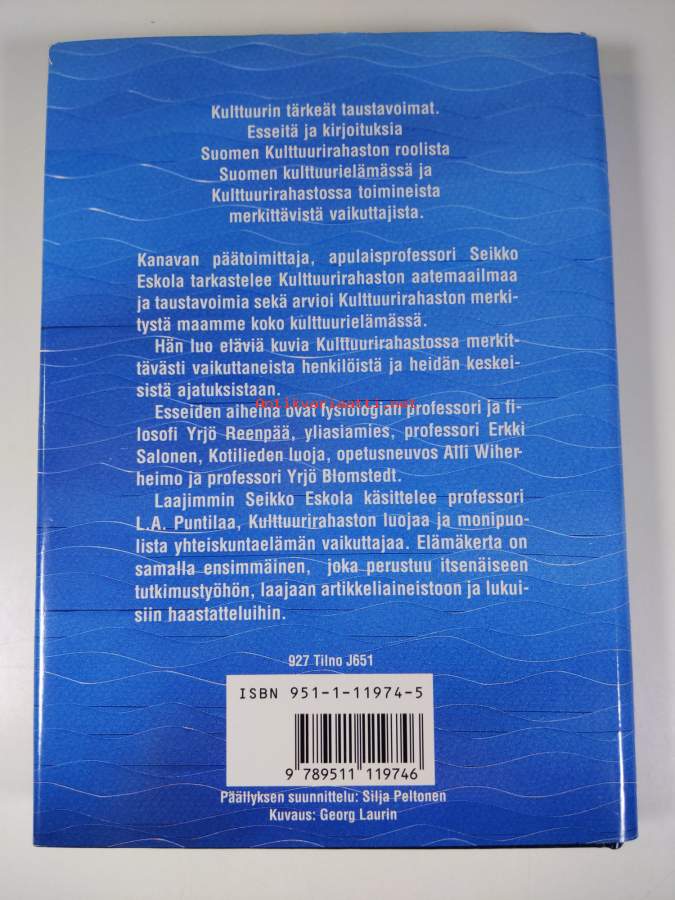 Kulttuurin tärkeät taustavoimat.
Esseitä ja kirjoituksia
Suomen Kulttuurirahaston roolista
Suomen kulttuurielämässä ja
Kulttuurirahastossa toimineista
merkittävistä vaikuttajista.
Kanavan päätoimittaja, apulaisprofessori Seikko
Eskola tarkastelee Kulttuurirahaston aatemaailmaa
ja taustavoimia sekä arvioi Kulttuurirahaston merki-
tystä maamme koko kulttuurielämässä.
Hän luo eläviä kuvia Kulttuurirahastossa merkit-
tävästi vaikuttaneista henkilöistä ja heidän keskei-
sistä ajatuksistaan.
Antikvariaatti.net
Esseiden aiheina ovat fysiologian professori ja fi-
losofi Yrjö Reenpää, yliasiamies, professori Erkki
Salonen, Kotilieden luoja, opetusneuvos Alli Wiher-
heimo ja professori Yrjö Blomstedt.
Laajimmin Seikko Eskola käsittelee professori
L.A. Puntilaa, Kulttuurirahaston luojaa ja monipuo-
lista yhteiskuntaelämän vaikuttajaa. Elämäkerta on
samalla ensimmäinen, joka perustuu itsenäiseen
tutkimustyöhön, laajaan artikkeliaineistoon ja lukui-
siin haastatteluihin.
927 Tilno J651
ISBN 951-1-11974-5
9 789511 119746
Päällyksen suunnittelu: Silja Peltonen
Kuvaus: Georg Laurin